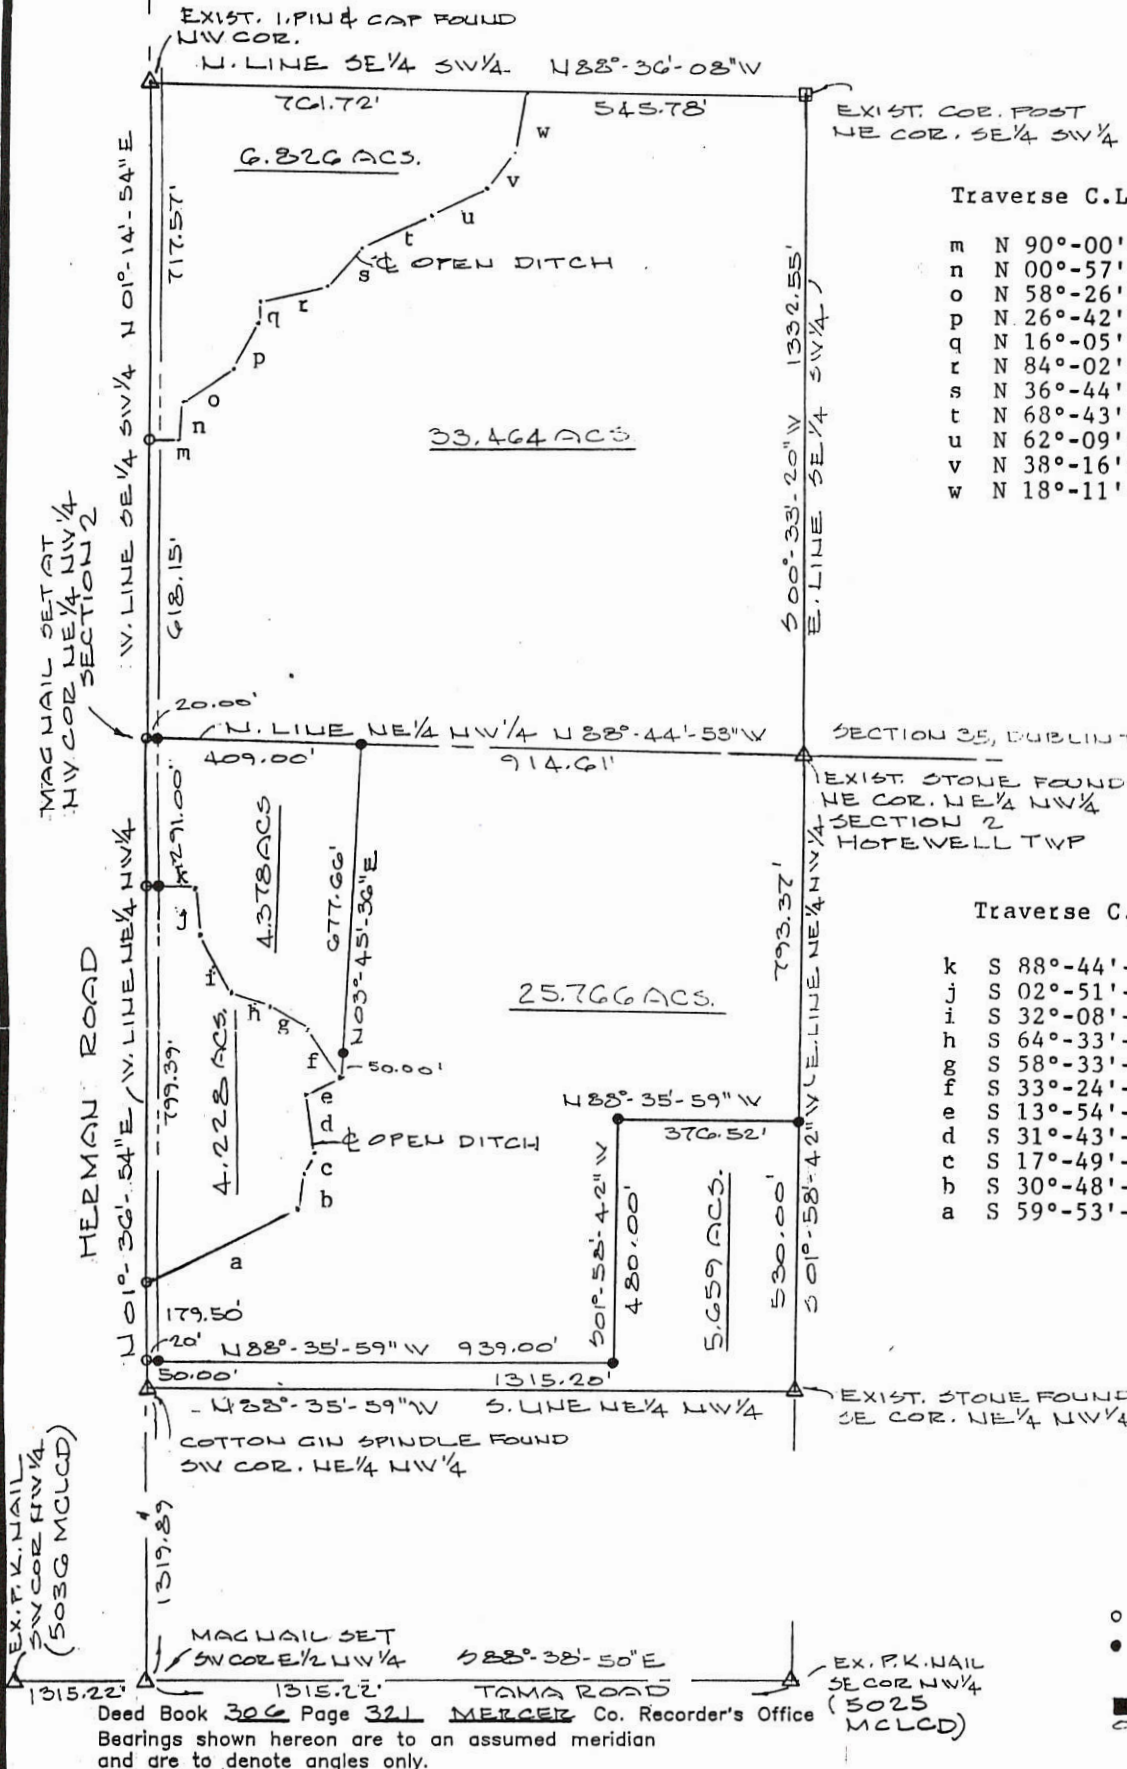 EXIST. I.PIN & CAP FOUND
NW COR.
N. LINE SE¼ SW¼ N88°-36'-08"W
761.72'
545.78'
EXIST. COR. POST
NE COR. SE¼ SW¼
6.826 ACS.
w
v
u
t
s
℄ OPEN DITCH
r
q
p
o
n
m
W. LINE SE¼ SW¼ N01°-14'-54"E
717.57'
618.15'
33.464 ACS.
S00°-33'-20"W 1332.55'
E. LINE SE¼ SW¼
Traverse C.L
m N 90°-00'
n N 00°-57'
o N 58°-26'
p N 26°-42'
q N 16°-05'
r N 84°-02'
s N 36°-44'
t N 68°-43'
u N 62°-09'
v N 38°-16'
w N 18°-11'
MAG NAIL SET AT
NW COR NE¼ NW¼
SECTION 2
20.00'
N. LINE NE¼ NW¼ N88°-44'-53"W
409.00'
914.61'
SECTION 35, DUBLIN
EXIST. STONE FOUND
NE COR. NE¼ NW¼
SECTION 2
HOPEWELL TWP
291.00'
4.378 ACS
677.66'
N03°-45'-36"E
k
j
i
h
g
f
50.00'
e
d
℄ OPEN DITCH
c
b
a
4.228 ACS.
799.39'
HERMAN ROAD
N01°-36'-54"E W. LINE NE¼ NW¼
25.766 ACS.
793.37'
S01°-58'-42"W E. LINE NE¼ NW¼
N88°-35'-59"W
376.52'
S01°-58'-42"W
480.00'
5.659 ACS.
530.00'
Traverse C.
k S 88°-44'-
j S 02°-51'-
i S 32°-08'-
h S 64°-33'-
g S 58°-33'-
f S 33°-24'-
e S 13°-54'-
d S 31°-43'-
c S 17°-49'-
b S 30°-48'-
a S 59°-53'-
179.50'
20'
N88°-35'-59"W 939.00'
50.00'
1315.20'
N88°-35'-59"W S. LINE NE¼ NW¼
EXIST. STONE FOUND
SE COR. NE¼ NW¼
COTTON GIN SPINDLE FOUND
SW COR. NE¼ NW¼
EX. P.K. NAIL
SW COR NW¼
(5036 MCLCD)
1319.89
MAG NAIL SET
SW COR E½ NW¼
S88°-38'-50"E
1315.22'
1315.22'
TAMA ROAD
EX. P.K. NAIL
SE COR NW¼
(5025
MCLCD)
Deed Book 306 Page 321 MERCER Co. Recorder's Office
Bearings shown hereon are to an assumed meridian
and are to denote angles only.